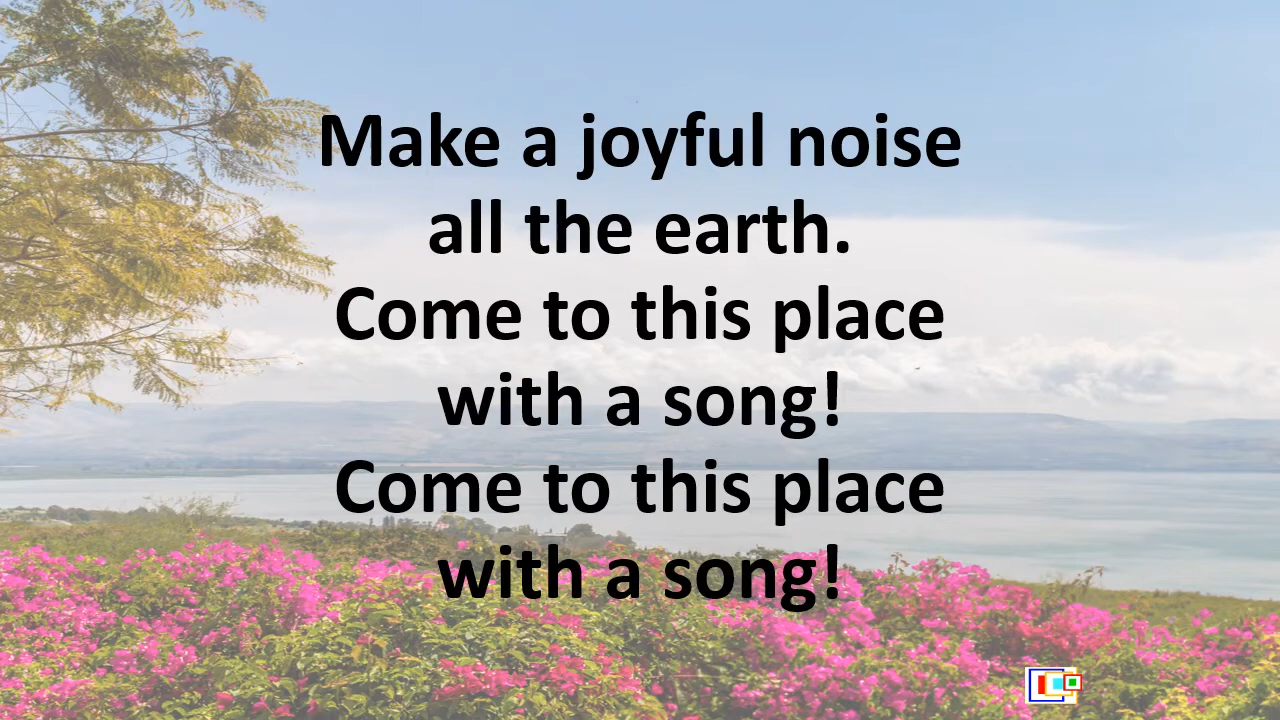 Make a joyful noise
all the earth.
Come to this place
with a song!
Come to this place
with a song!